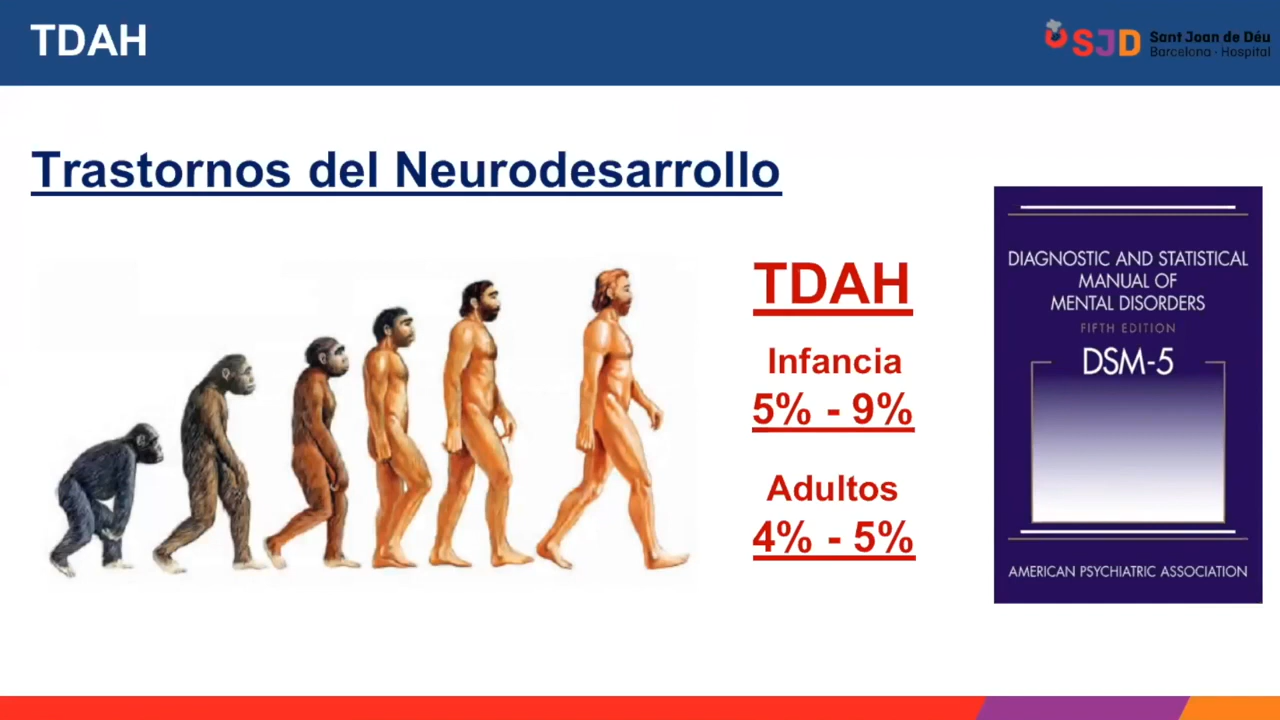 TDAH
SJD Sant Joan de Déu
Barcelona · Hospital
Trastornos del Neurodesarrollo
TDAH
Infancia
5% - 9%
Adultos
4% - 5%
DIAGNOSTIC AND STATISTICAL
MANUAL OF
MENTAL DISORDERS
FIFTH EDITION
DSM-5
AMERICAN PSYCHIATRIC ASSOCIATION